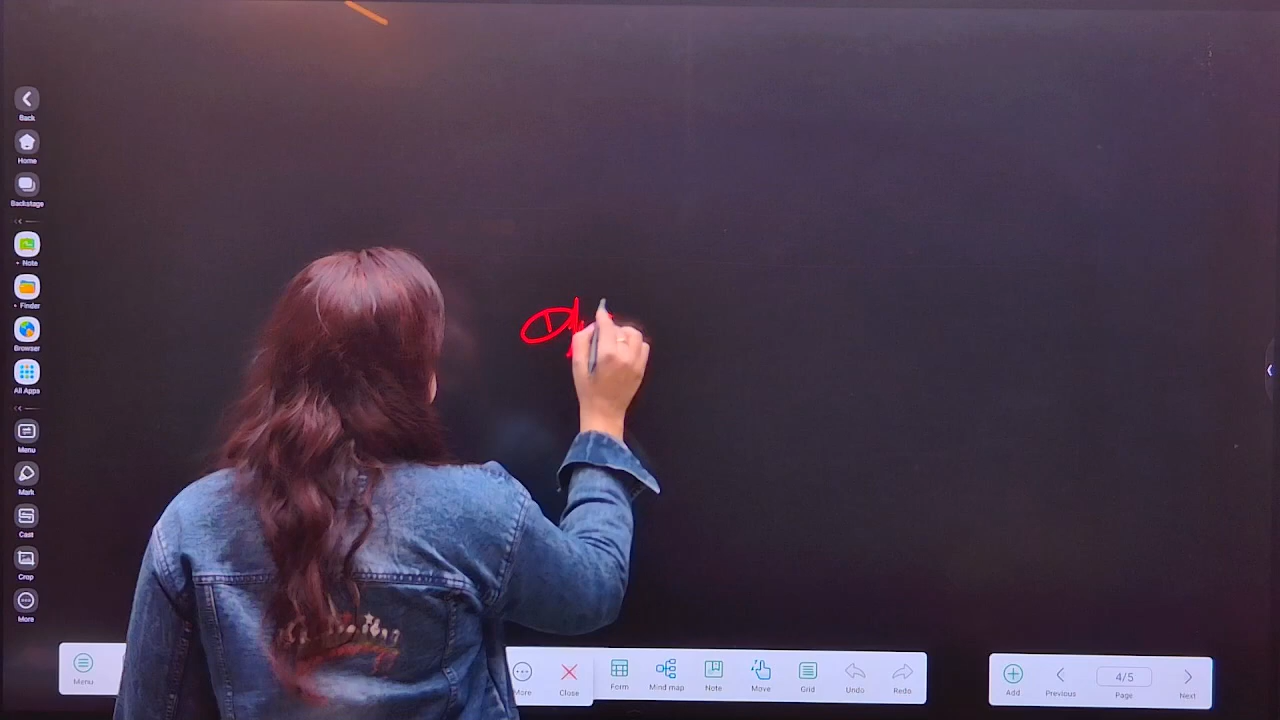 Back
Home
Backstage
Note
Finder
Browser
All Apps
Menu
Mark
Cast
Crop
More
Menu
More
Close
Form
Mind map
Note
Move
Grid
Undo
Redo
Add
Previous
4/5
Page
Next